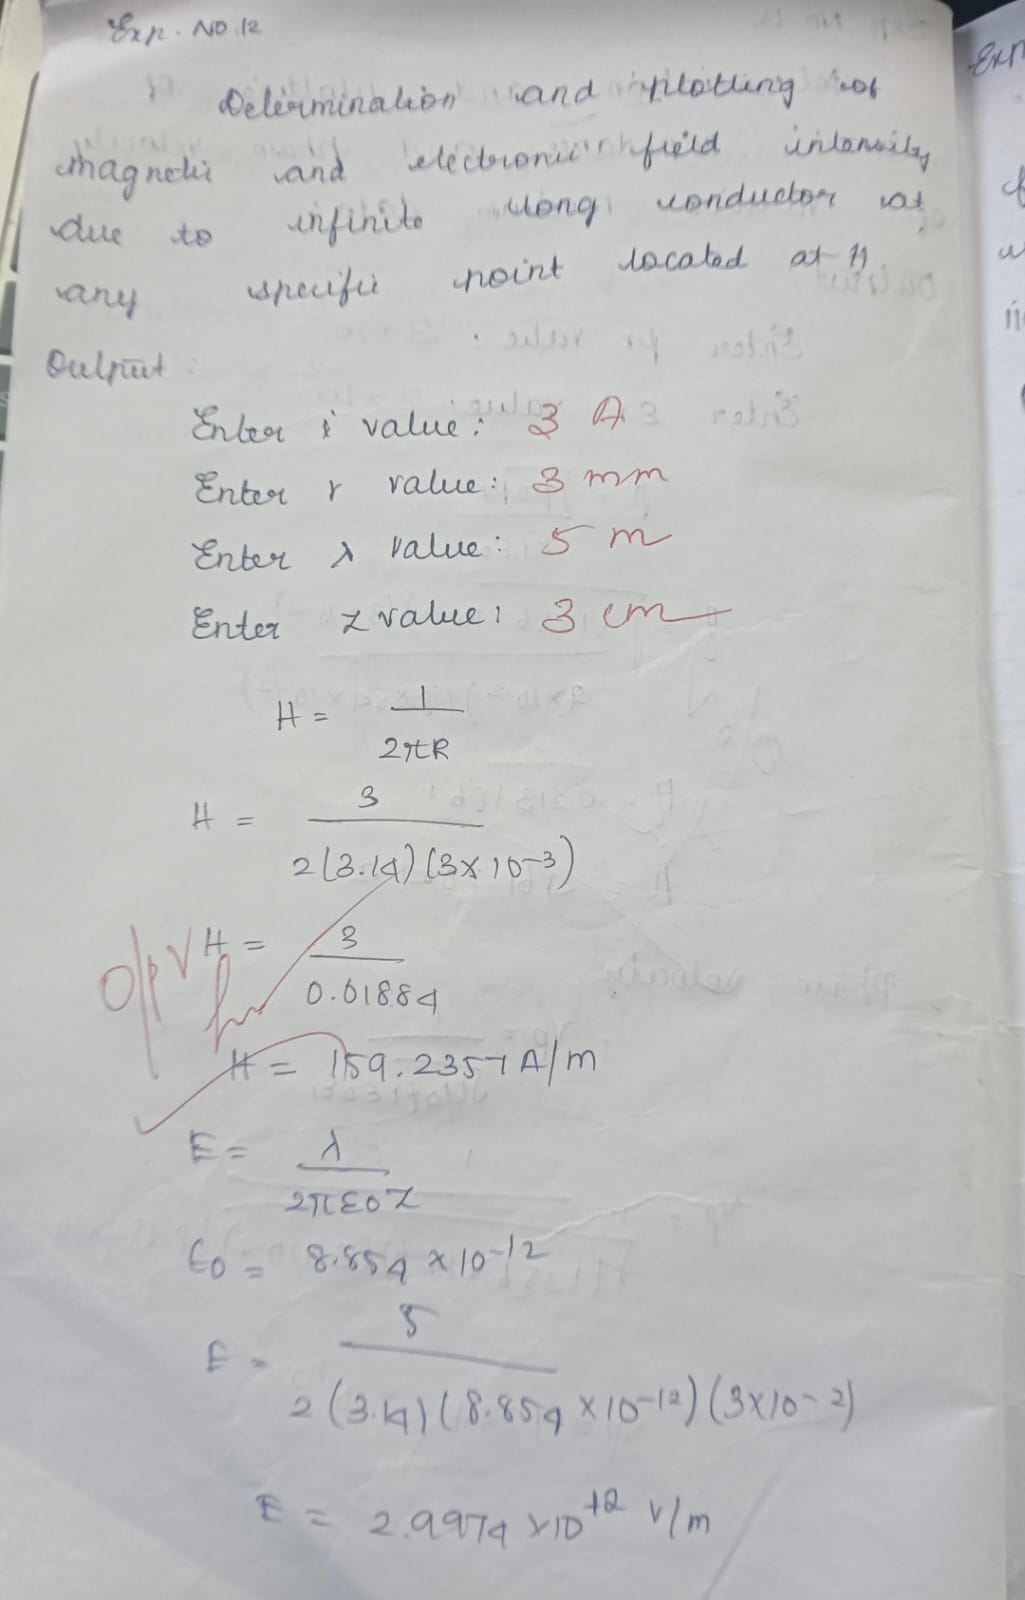 Exp. NO.12
Determination and plotting of
magnetic and electronic field intensity
due to infinite long conductor at
any specific point located at H.
Output:
Enter i value: 3 A
Enter r value: 3 mm
Enter λ value: 5 m
Enter z value: 3 cm
H = 1 / 2πR
H = 3 / 2(3.14)(3×10-3)
O/P V
H = 3 / 0.01884
H = 159.2357 A/m
E = λ / 2πε0z
ε0 = 8.854 ×10-12
E = 5 / 2(3.14)(8.854 ×10-12)(3×10-2)
E = 2.9974 ×10+12 V/m